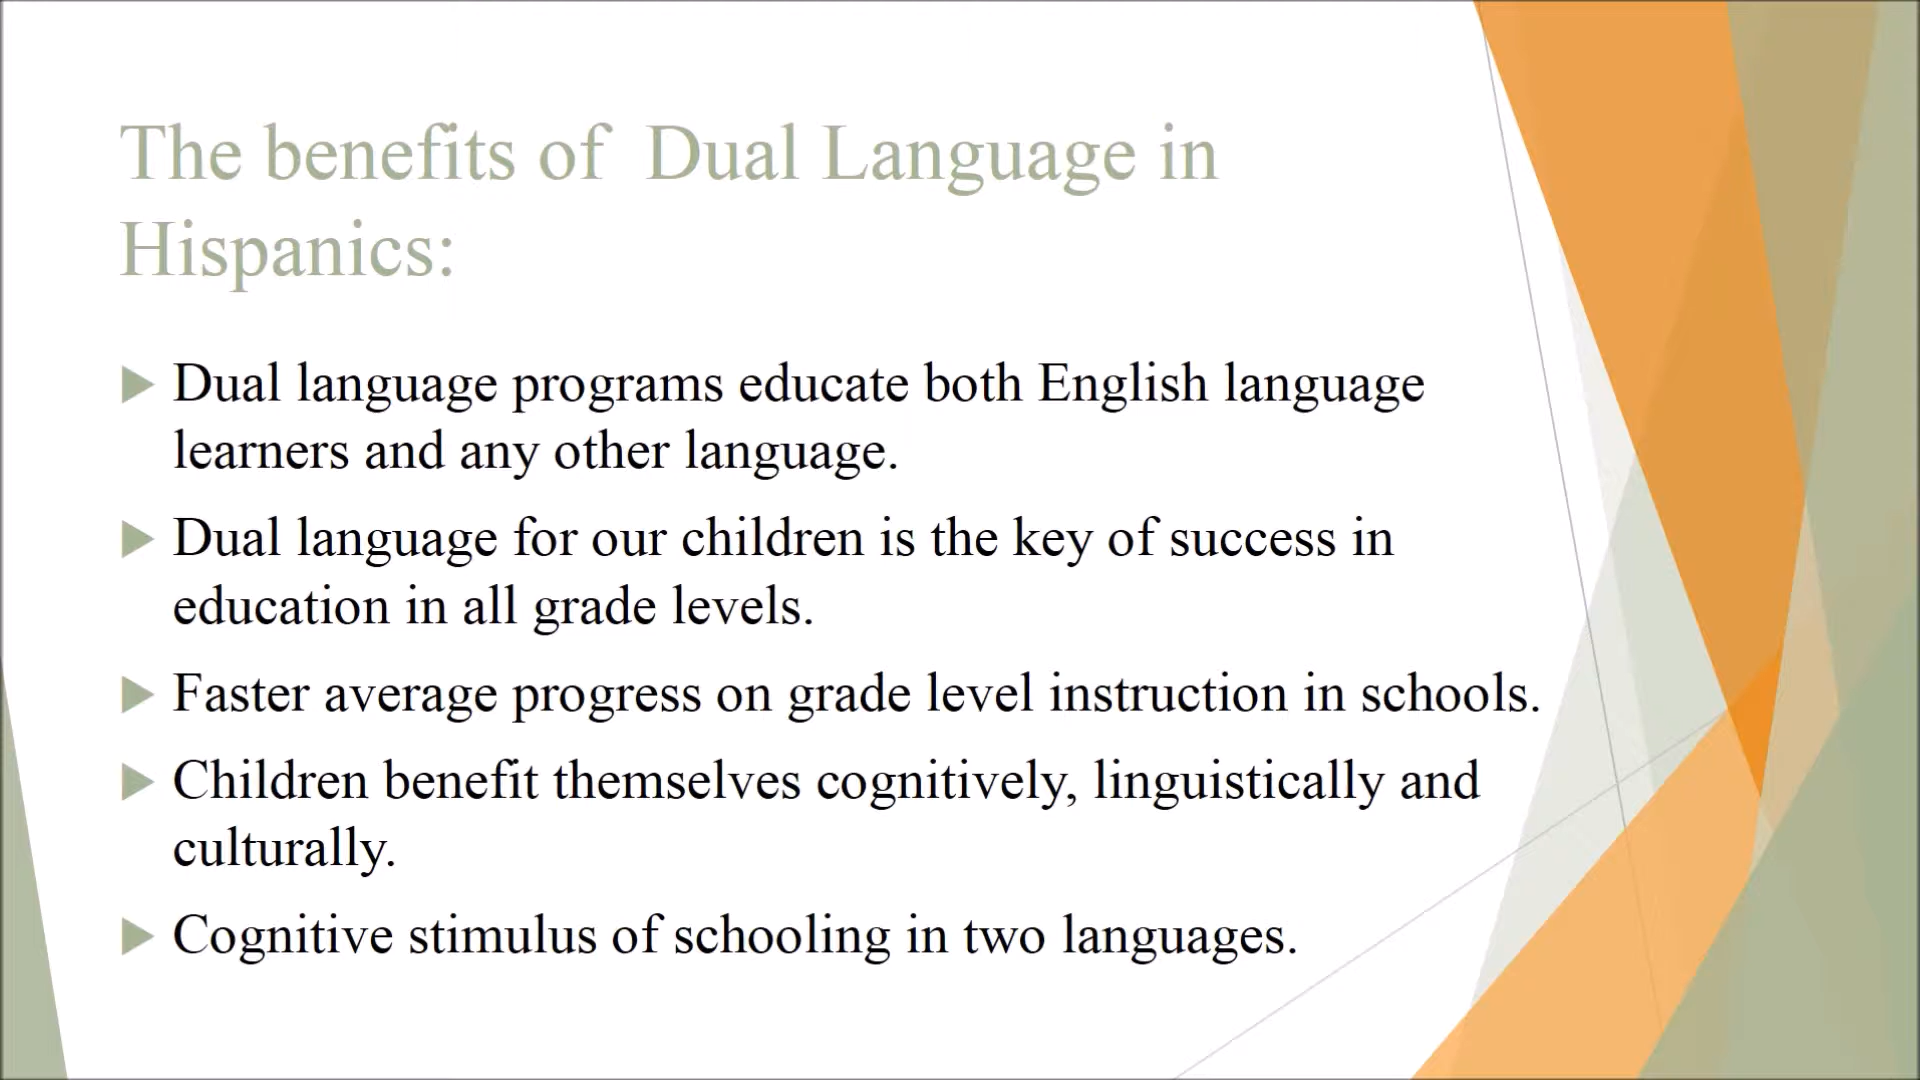 The benefits of  Dual Language in
Hispanics:
Dual language programs educate both English language
learners and any other language.
Dual language for our children is the key of success in
education in all grade levels.
Faster average progress on grade level instruction in schools.
Children benefit themselves cognitively, linguistically and
culturally.
Cognitive stimulus of schooling in two languages.